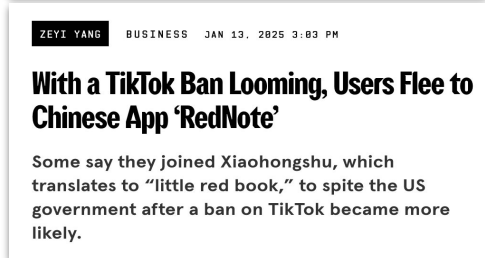 ZEYI YANG BUSINESS JAN 13, 2025 3:03 PM
With a TikTok Ban Looming, Users Flee to
Chinese App ‘RedNote’
Some say they joined Xiaohongshu, which
translates to “little red book,” to spite the US
government after a ban on TikTok became more
likely.